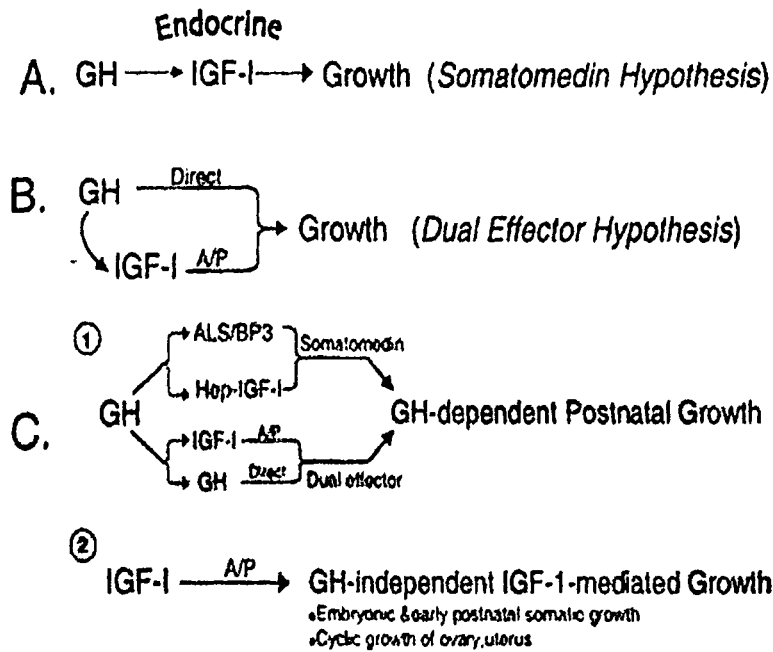 Endocrine
A. GH IGF-I Growth (Somatomedin Hypothesis)
B. GH Direct
Growth (Dual Effector Hypothesis)
IGF-I A/P
① ALS/BP3 Somatomedin
Hep-IGF-I
C. GH GH-dependent Postnatal Growth
IGF-I A/P
GH Direct Dual effector
②
IGF-I A/P GH-independent IGF-1-mediated Growth
•Embryonic & early postnatal somatic growth
•Cyclic growth of ovary, uterus